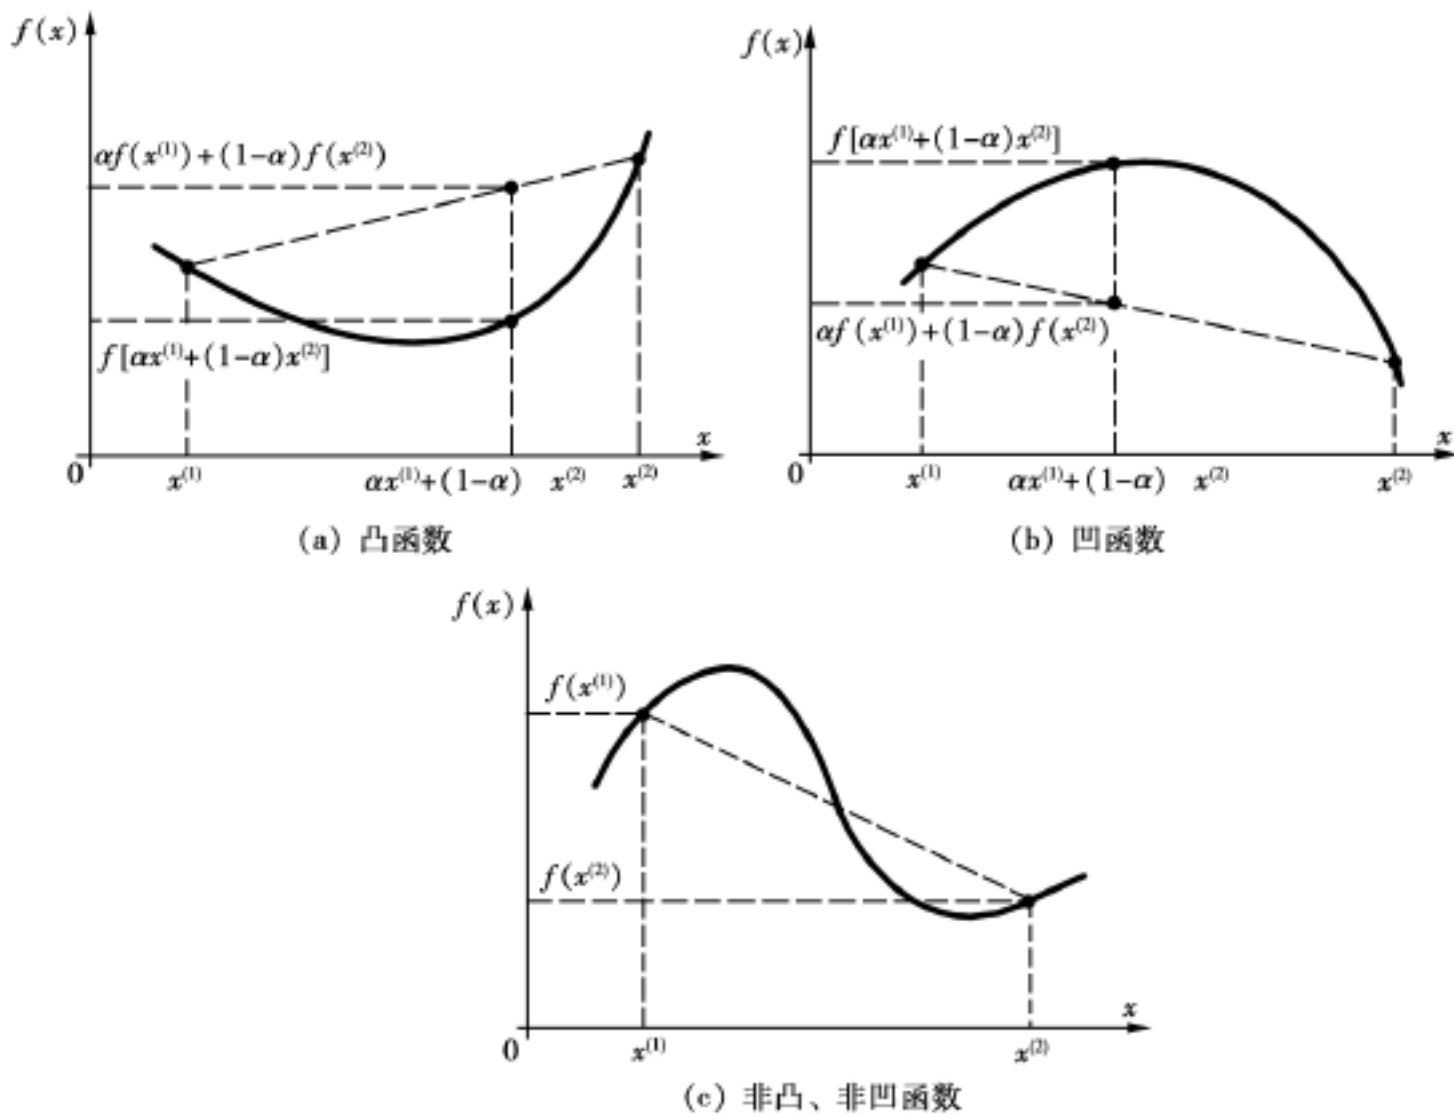 f(x)
αf(x⁽¹⁾)+(1-α)f(x⁽²⁾)
f[αx⁽¹⁾+(1-α)x⁽²⁾]
x
0
x⁽¹⁾
αx⁽¹⁾+(1-α) x⁽²⁾
x⁽²⁾
(a) 凸函数
f(x)
f[αx⁽¹⁾+(1-α)x⁽²⁾]
αf(x⁽¹⁾)+(1-α)f(x⁽²⁾)
x
0
x⁽¹⁾
αx⁽¹⁾+(1-α) x⁽²⁾
x⁽²⁾
(b) 凹函数
f(x)
f(x⁽¹⁾)
f(x⁽²⁾)
x
0
x⁽¹⁾
x⁽²⁾
(c) 非凸、非凹函数